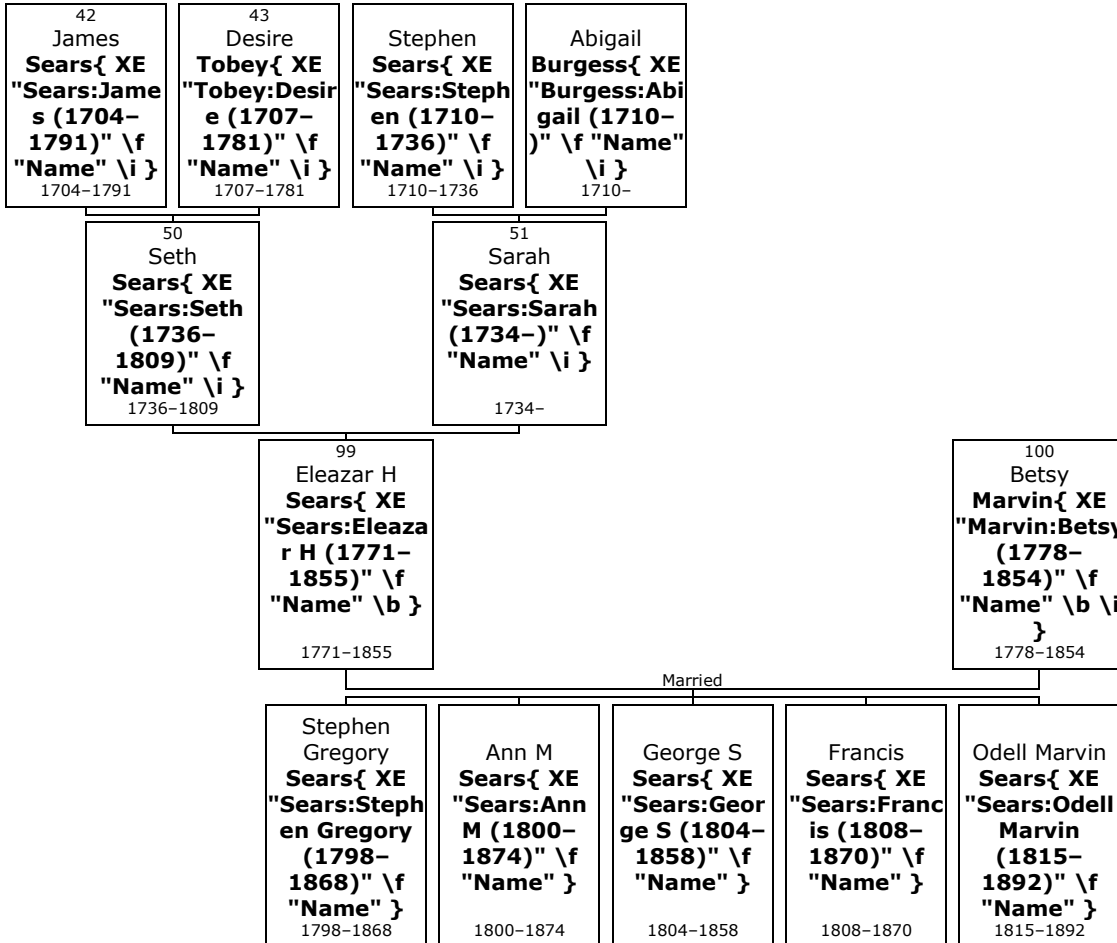 42
James
Sears{ XE
"Sears:Jame
s (1704–
1791)" \f
"Name" \i }
1704–1791
43
Desire
Tobey{ XE
"Tobey:Desir
e (1707–
1781)" \f
"Name" \i }
1707–1781
Stephen
Sears{ XE
"Sears:Steph
en (1710–
1736)" \f
"Name" \i }
1710–1736
Abigail
Burgess{ XE
"Burgess:Abi
gail (1710–
)" \f "Name"
\i }
1710–
50
Seth
Sears{ XE
"Sears:Seth
(1736–
1809)" \f
"Name" \i }
1736–1809
51
Sarah
Sears{ XE
"Sears:Sarah
(1734–)" \f
"Name" \i }
1734–
99
Eleazar H
Sears{ XE
"Sears:Eleaza
r H (1771–
1855)" \f
"Name" \b }
1771–1855
100
Betsy
Marvin{ XE
"Marvin:Betsy
(1778–
1854)" \f
"Name" \b \i
}
1778–1854
Married
Stephen
Gregory
Sears{ XE
"Sears:Steph
en Gregory
(1798–
1868)" \f
"Name" }
1798–1868
Ann M
Sears{ XE
"Sears:Ann
M (1800–
1874)" \f
"Name" }
1800–1874
George S
Sears{ XE
"Sears:Geor
ge S (1804–
1858)" \f
"Name" }
1804–1858
Francis
Sears{ XE
"Sears:Franc
is (1808–
1870)" \f
"Name" }
1808–1870
Odell Marvin
Sears{ XE
"Sears:Odell
Marvin
(1815–
1892)" \f
"Name" }
1815–1892